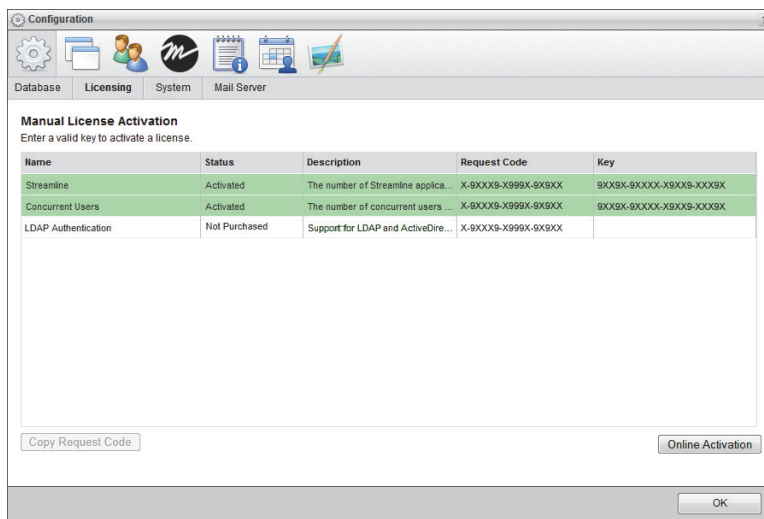 Configuration
Database Licensing System Mail Server
Manual License Activation
Enter a valid key to activate a license.
Name Status Description Request Code Key
Streamline Activated The number of Streamline applica... X-9XXX9-X999X-9X9XX 9XX9X-9XXXX-X9XX9-XXX9X
Concurrent Users Activated The number of concurrent users ... X-9XXX9-X999X-9X9XX 9XX9X-9XXXX-X9XX9-XXX9X
LDAP Authentication Not Purchased Support for LDAP and ActiveDire... X-9XXX9-X999X-9X9XX
Copy Request Code Online Activation
OK